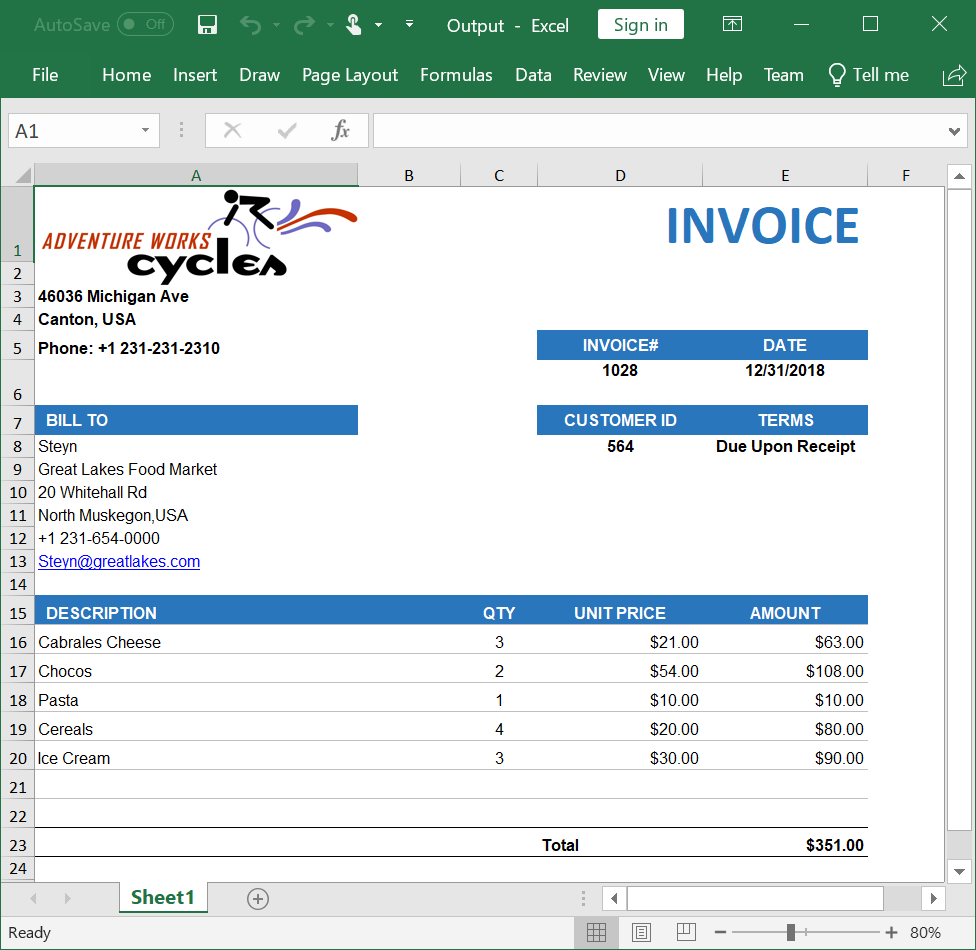 AutoSave Off Output - Excel Sign in
File Home Insert Draw Page Layout Formulas Data Review View Help Team Tell me
A1 fx
A B C D E F
1 ADVENTURE WORKS cycles INVOICE
2
3 46036 Michigan Ave
4 Canton, USA
5 Phone: +1 231-231-2310 INVOICE# DATE
6 1028 12/31/2018
7 BILL TO CUSTOMER ID TERMS
8 Steyn 564 Due Upon Receipt
9 Great Lakes Food Market
10 20 Whitehall Rd
11 North Muskegon,USA
12 +1 231-654-0000
13 Steyn@greatlakes.com
14
15 DESCRIPTION QTY UNIT PRICE AMOUNT
16 Cabrales Cheese 3 $21.00 $63.00
17 Chocos 2 $54.00 $108.00
18 Pasta 1 $10.00 $10.00
19 Cereals 4 $20.00 $80.00
20 Ice Cream 3 $30.00 $90.00
21
22
23 Total $351.00
24
Sheet1
Ready 80%